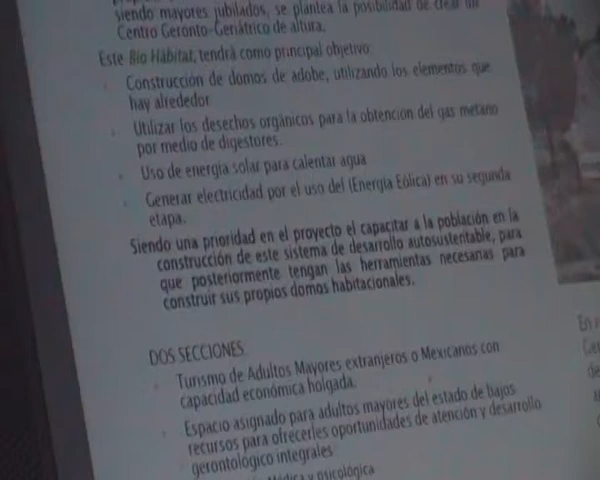 siendo mayores jubilados, se plantea la posibilidad de crear un
Centro Geronto-Geriátrico de altura.
Este Bio Hábitat, tendrá como principal objetivo:
Construcción de domos de adobe, utilizando los elementos que
hay alrededor
Utilizar los desechos orgánicos para la obtención del gas metano
por medio de digestores.
Uso de energía solar para calentar agua
Generar electricidad por el uso del (Energía Eólica) en su segunda
etapa.
Siendo una prioridad en el proyecto el capacitar a la población en la
construcción de este sistema de desarrollo autosustentable, para
que posteriormente tengan las herramientas necesarias para
construir sus propios domos habitacionales.
DOS SECCIONES.
Turismo de Adultos Mayores extranjeros o Mexicanos con
capacidad económica holgada.
Espacio asignado para adultos mayores del estado de bajos
recursos para ofrecerles oportunidades de atención y desarrollo
gerontológico integrales
Médica y psicológica
En